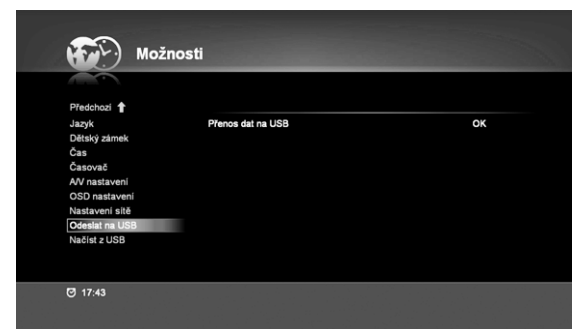 Možnosti
Předchozí
Jazyk
Přenos dat na USB OK
Dětský zámek
Čas
Časovač
A/V nastavení
OSD nastavení
Nastavení sítě
Odeslat na USB
Načíst z USB
17:43